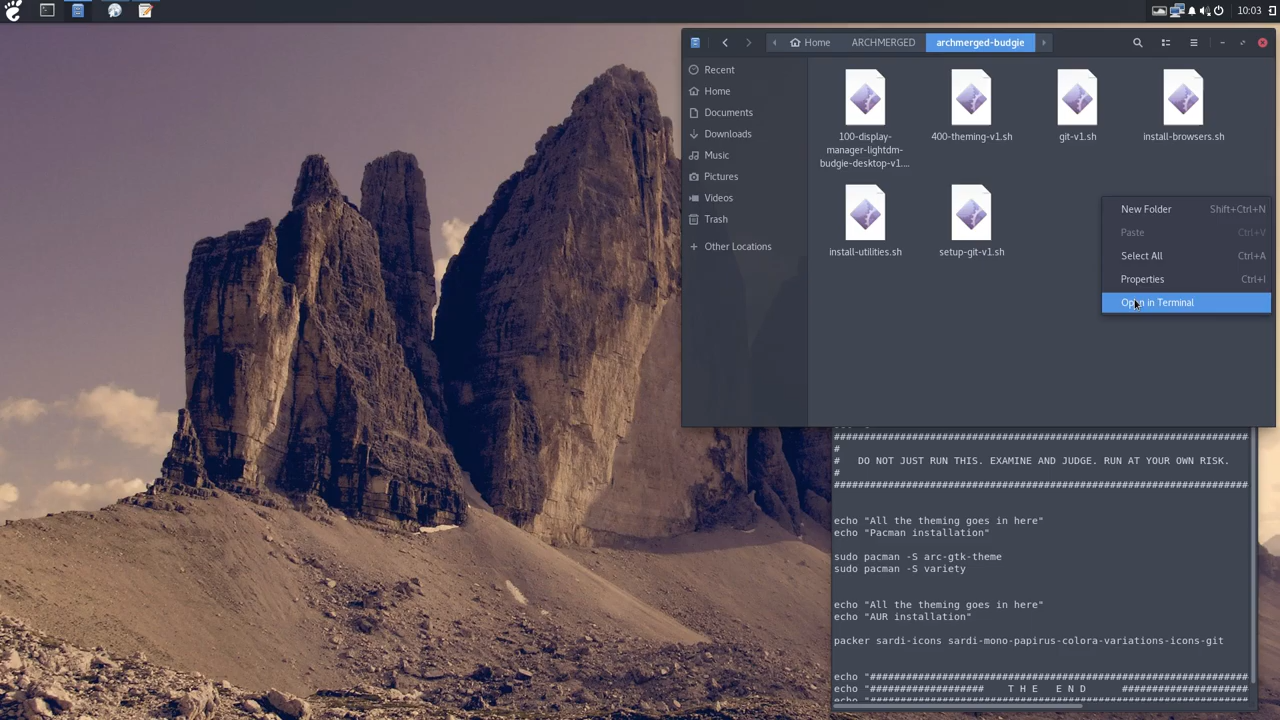 10:03
Home
ARCHMERGED
archmerged-budgie
Recent
Home
Documents
Downloads
Music
Pictures
Videos
Trash
Other Locations
100-display-
manager-lightdm-
budgie-desktop-v1....
400-theming-v1.sh
git-v1.sh
install-browsers.sh
install-utilities.sh
setup-git-v1.sh
New Folder Shift+Ctrl+N
Paste Ctrl+V
Select All Ctrl+A
Properties Ctrl+I
Open in Terminal
#####################################################################
#
#   DO NOT JUST RUN THIS. EXAMINE AND JUDGE. RUN AT YOUR OWN RISK.
#
#####################################################################
echo "All the theming goes in here"
echo "Pacman installation"
sudo pacman -S arc-gtk-theme
sudo pacman -S variety
echo "All the theming goes in here"
echo "AUR installation"
packer sardi-icons sardi-mono-papirus-colora-variations-icons-git
echo "###############################################################
echo "###################    T H E   E N D      #####################
echo "###############################################################